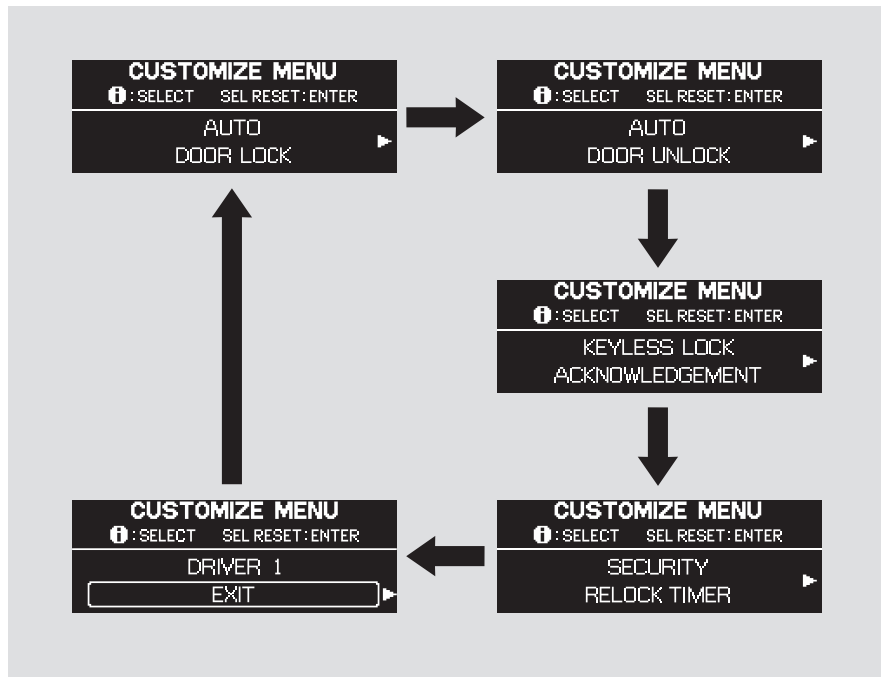 CUSTOMIZE MENU
i:SELECT SEL RESET:ENTER
AUTO
DOOR LOCK
CUSTOMIZE MENU
i:SELECT SEL RESET:ENTER
AUTO
DOOR UNLOCK
CUSTOMIZE MENU
i:SELECT SEL RESET:ENTER
KEYLESS LOCK
ACKNOWLEDGEMENT
CUSTOMIZE MENU
i:SELECT SEL RESET:ENTER
DRIVER 1
EXIT
CUSTOMIZE MENU
i:SELECT SEL RESET:ENTER
SECURITY
RELOCK TIMER